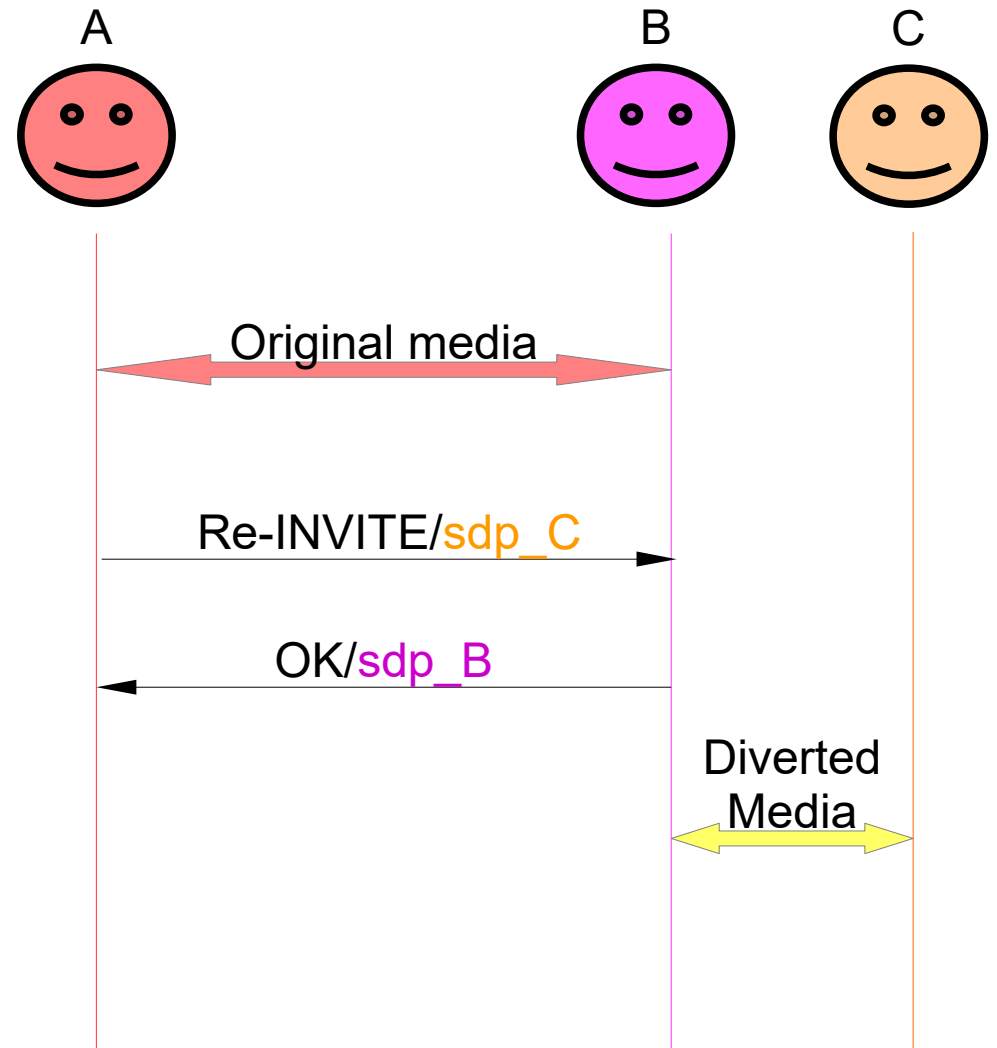 A
B
C
Original media
Re-INVITE/sdp_C
OK/sdp_B
Diverted
Media